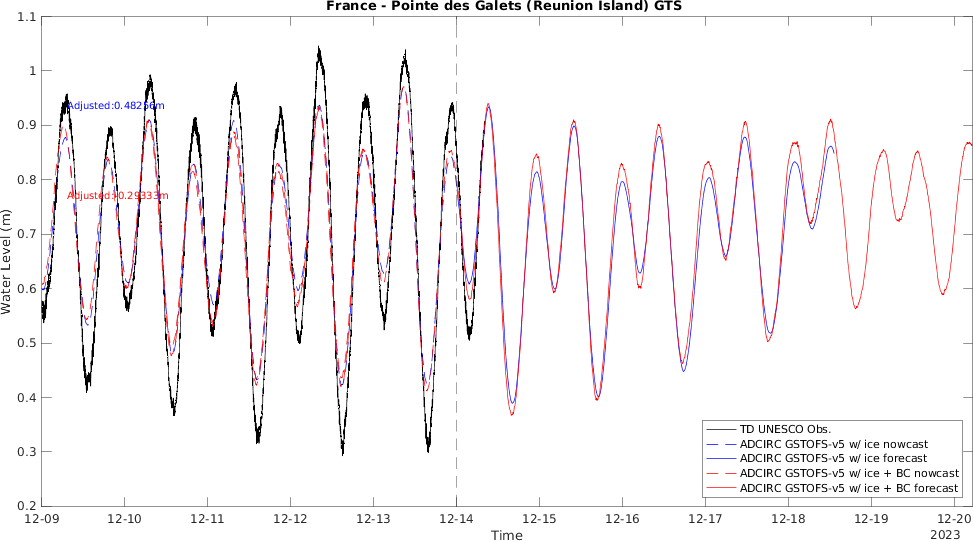 France - Pointe des Galets (Reunion Island) GTS
1.1
1
0.9
0.8
0.7
0.6
0.5
0.4
0.3
0.2
Water Level (m)
Adjusted:0.48256m
Adjusted:-0.29333m
TD UNESCO Obs.
ADCIRC GSTOFS-v5 w/ ice nowcast
ADCIRC GSTOFS-v5 w/ ice forecast
ADCIRC GSTOFS-v5 w/ ice + BC nowcast
ADCIRC GSTOFS-v5 w/ ice + BC forecast
12-09 12-10 12-11 12-12 12-13 12-14 12-15 12-16 12-17 12-18 12-19 12-20
Time
2023